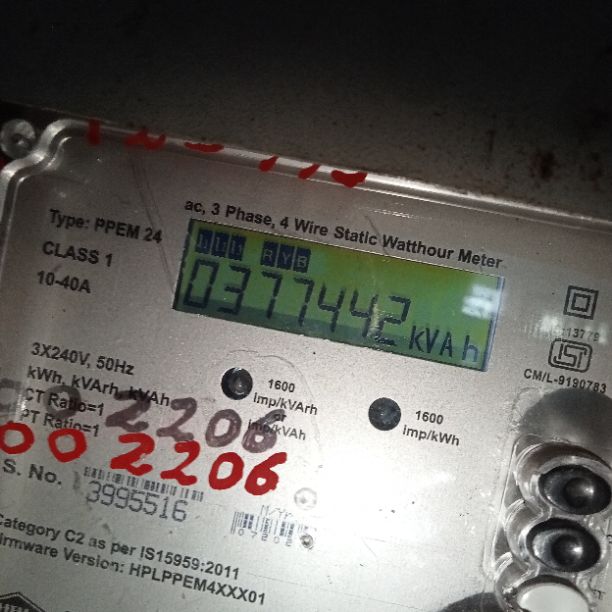 ac, 3 Phase, 4 Wire Static Watthour Meter
Type: PPEM 24
CLASS 1
10-40A
RYB
0377442 kVAh
3X240V, 50Hz
kWh, kVArh, kVAh
CT Ratio=1
PT Ratio=1
1600
imp/kVArh
or
imp/kVAh
1600
imp/kWh
CM/L-9190783
2206
002206
S. No.
3995516
Category C2 as per IS15959:2011
Firmware Version: HPLPPEM4XXX01